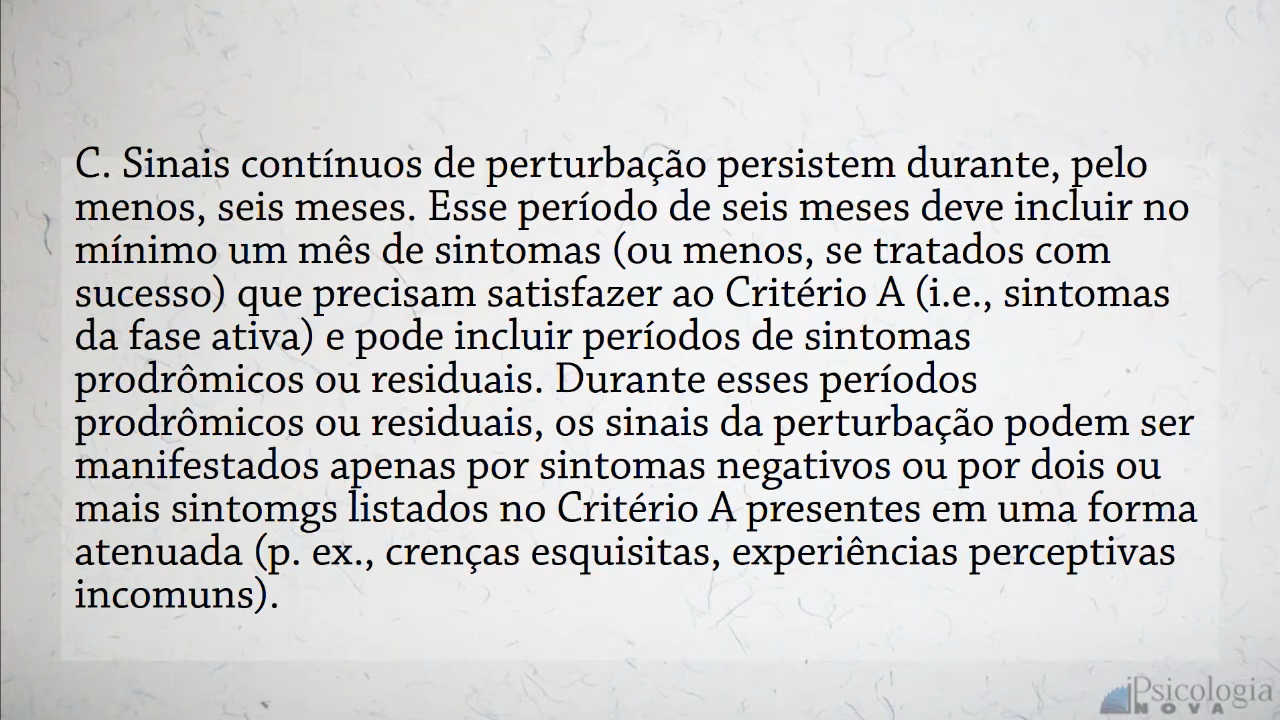 C. Sinais contínuos de perturbação persistem durante, pelo
menos, seis meses. Esse período de seis meses deve incluir no
mínimo um mês de sintomas (ou menos, se tratados com
sucesso) que precisam satisfazer ao Critério A (i.e., sintomas
da fase ativa) e pode incluir períodos de sintomas
prodrômicos ou residuais. Durante esses períodos
prodrômicos ou residuais, os sinais da perturbação podem ser
manifestados apenas por sintomas negativos ou por dois ou
mais sintomgs listados no Critério A presentes em uma forma
atenuada (p. ex., crenças esquisitas, experiências perceptivas
incomuns).
Psicologia
NOVA